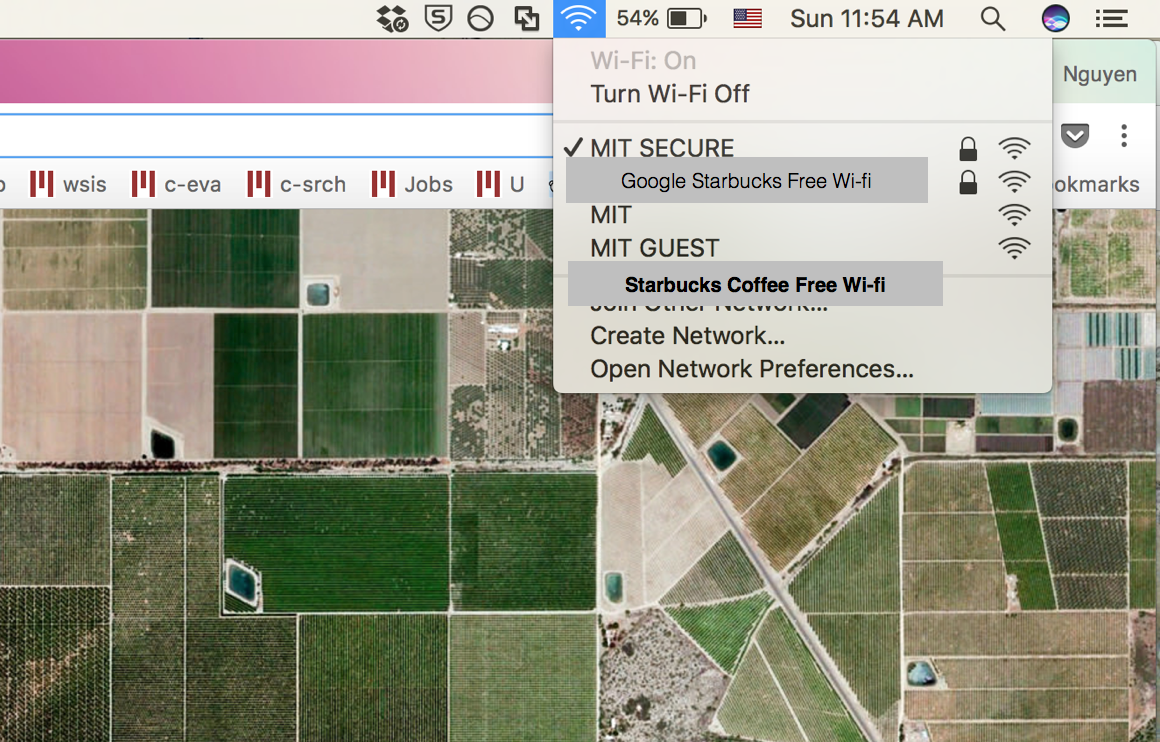 54% Sun 11:54 AM
Wi-Fi: On
Nguyen
Turn Wi-Fi Off
MIT SECURE
Google Starbucks Free Wi-fi
wsis c-eva c-srch Jobs U okmarks
MIT
MIT GUEST
Starbucks Coffee Free Wi-fi
Join Other Network...
Create Network...
Open Network Preferences...